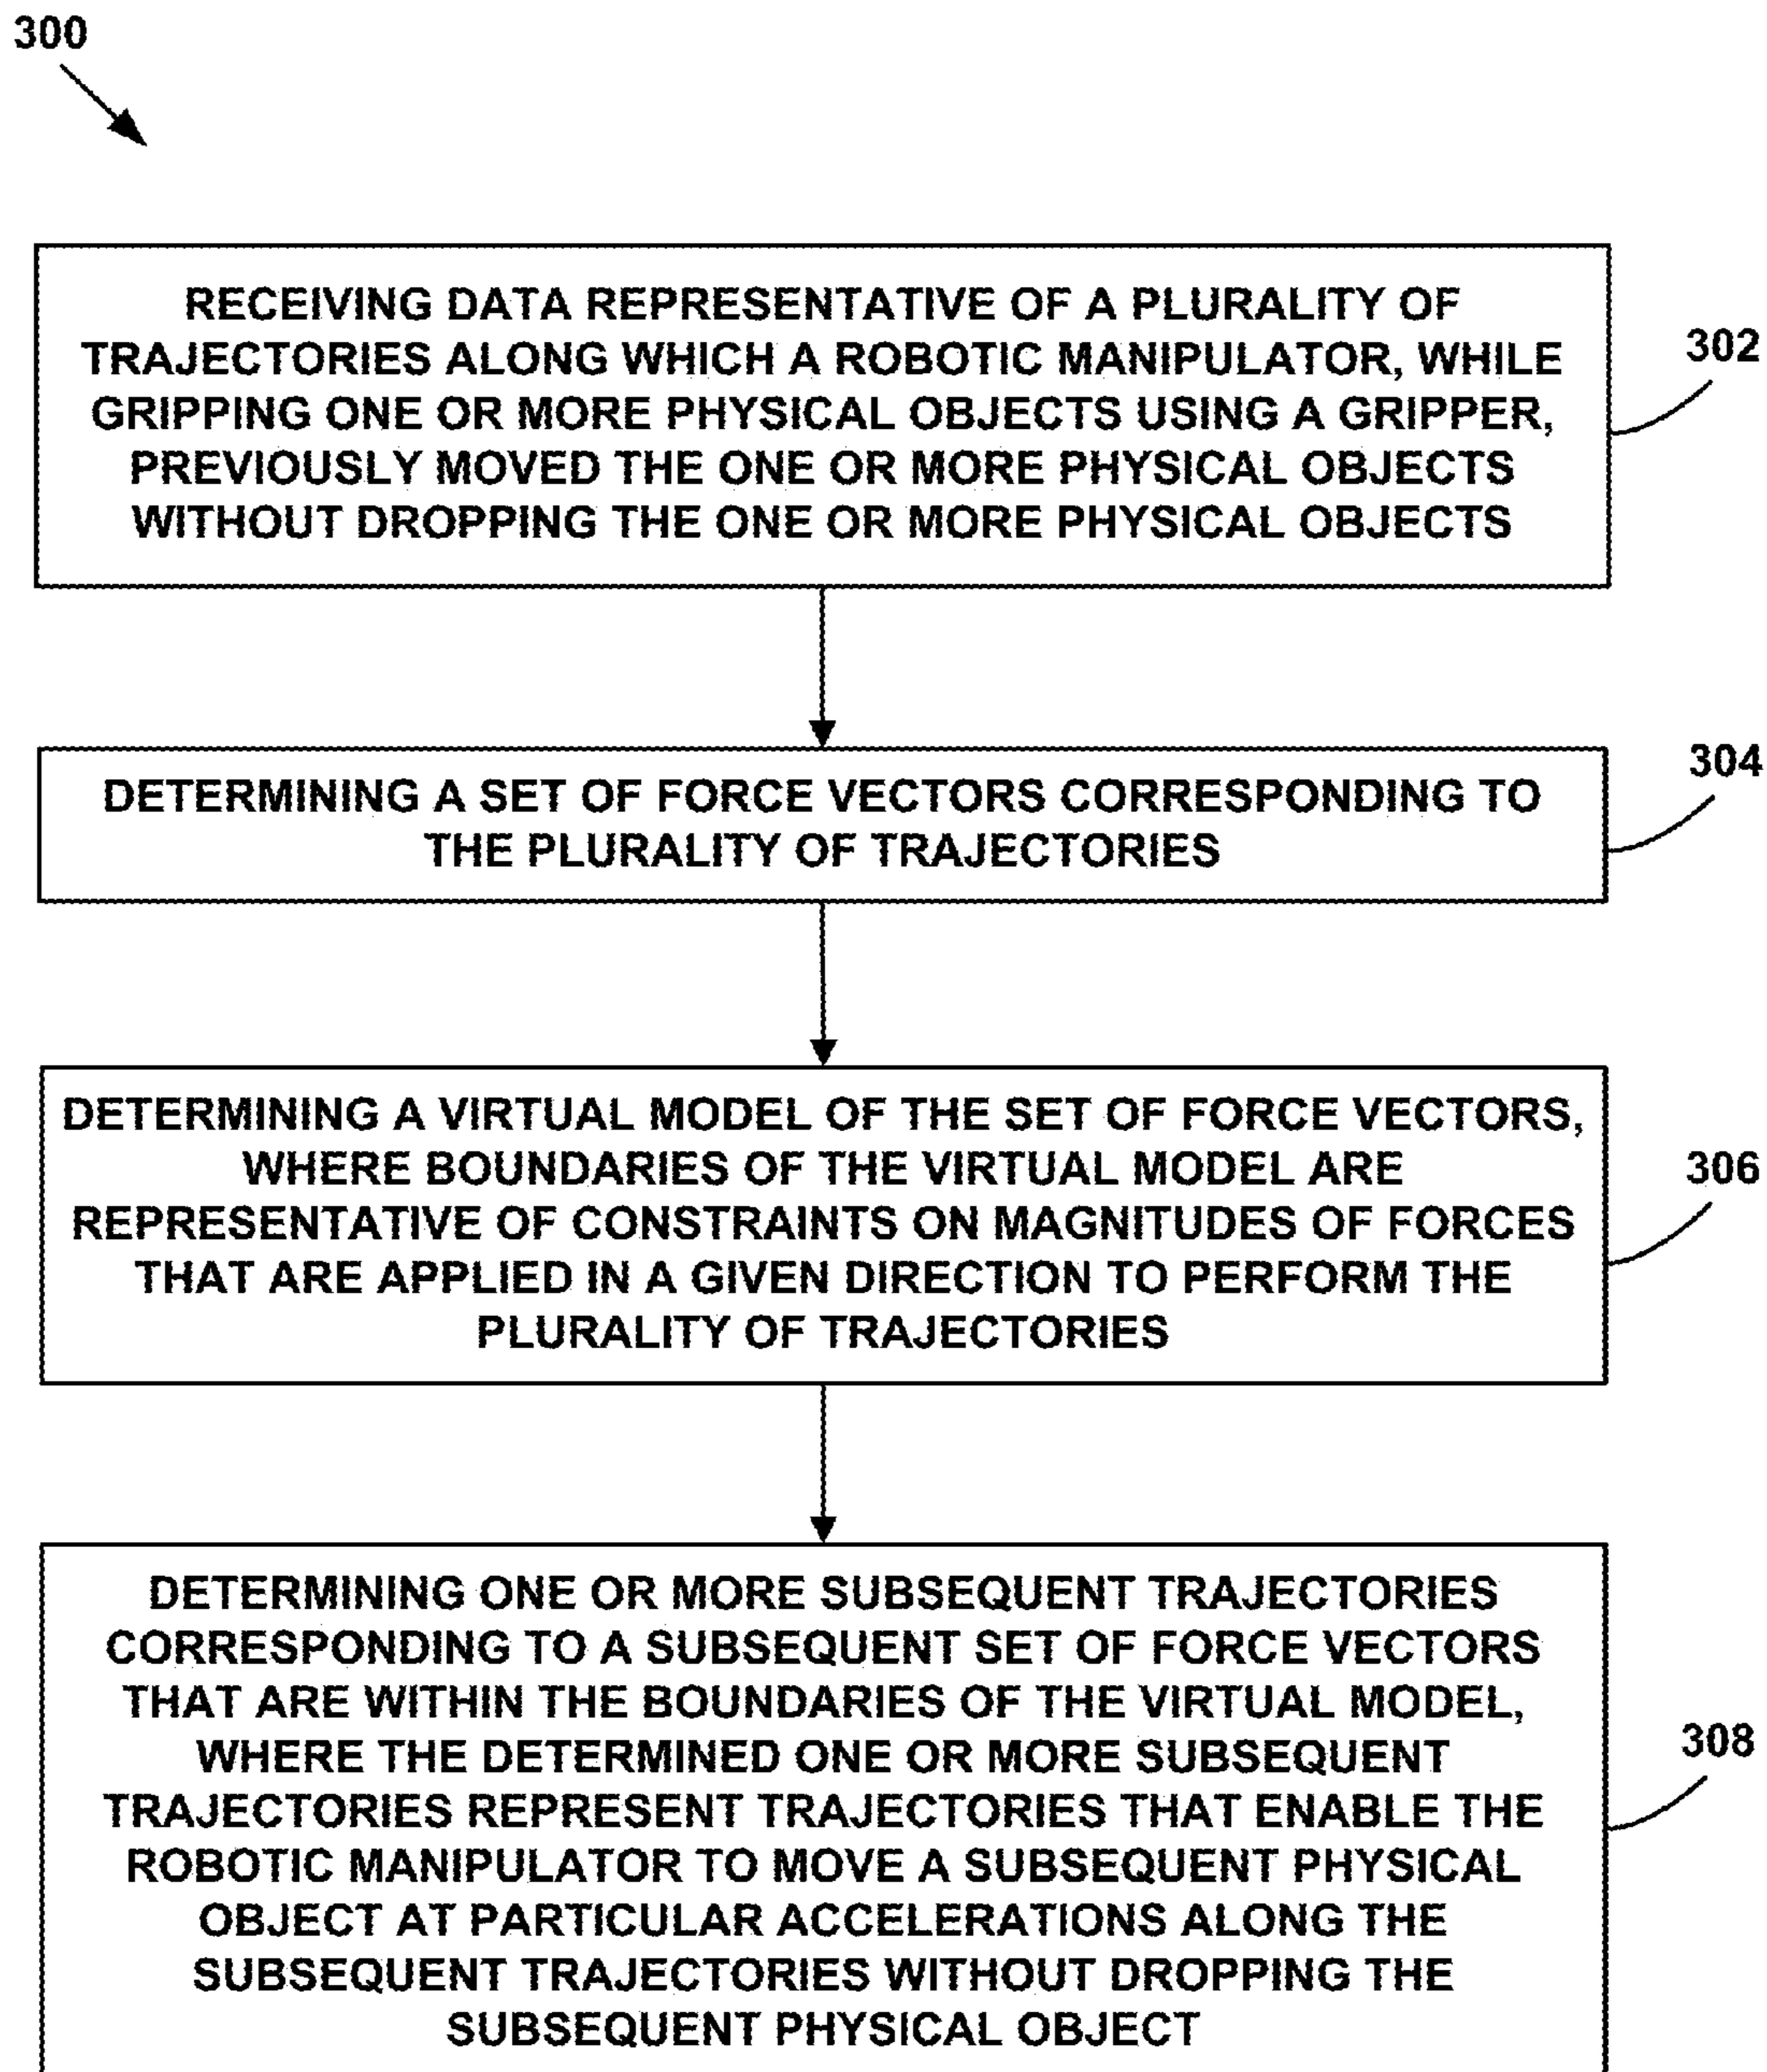 300
RECEIVING DATA REPRESENTATIVE OF A PLURALITY OF
TRAJECTORIES ALONG WHICH A ROBOTIC MANIPULATOR, WHILE
GRIPPING ONE OR MORE PHYSICAL OBJECTS USING A GRIPPER,
PREVIOUSLY MOVED THE ONE OR MORE PHYSICAL OBJECTS
WITHOUT DROPPING THE ONE OR MORE PHYSICAL OBJECTS
302
DETERMINING A SET OF FORCE VECTORS CORRESPONDING TO
THE PLURALITY OF TRAJECTORIES
304
DETERMINING A VIRTUAL MODEL OF THE SET OF FORCE VECTORS,
WHERE BOUNDARIES OF THE VIRTUAL MODEL ARE
REPRESENTATIVE OF CONSTRAINTS ON MAGNITUDES OF FORCES
THAT ARE APPLIED IN A GIVEN DIRECTION TO PERFORM THE
PLURALITY OF TRAJECTORIES
306
DETERMINING ONE OR MORE SUBSEQUENT TRAJECTORIES
CORRESPONDING TO A SUBSEQUENT SET OF FORCE VECTORS
THAT ARE WITHIN THE BOUNDARIES OF THE VIRTUAL MODEL,
WHERE THE DETERMINED ONE OR MORE SUBSEQUENT
TRAJECTORIES REPRESENT TRAJECTORIES THAT ENABLE THE
ROBOTIC MANIPULATOR TO MOVE A SUBSEQUENT PHYSICAL
OBJECT AT PARTICULAR ACCELERATIONS ALONG THE
SUBSEQUENT TRAJECTORIES WITHOUT DROPPING THE
SUBSEQUENT PHYSICAL OBJECT
308